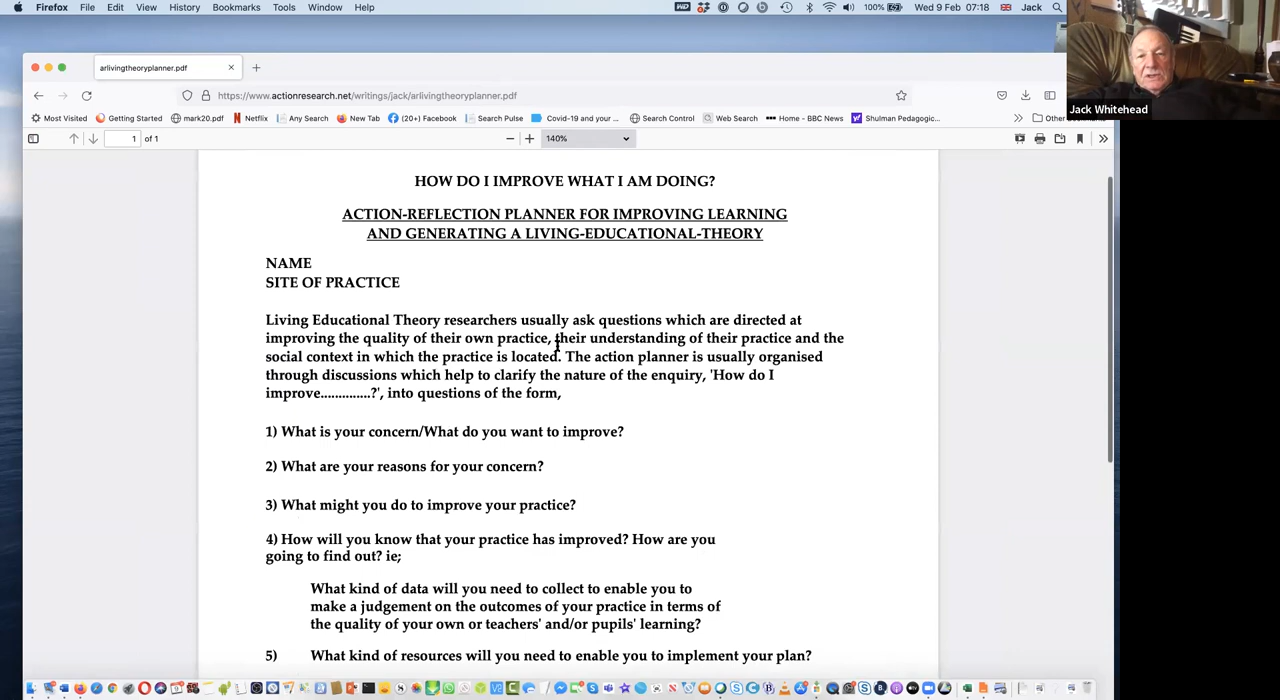 Firefox File Edit View History Bookmarks Tools Window Help 100% Wed 9 Feb 07:18 Jack
arlivingtheoryplanner.pdf
https://www.actionresearch.net/writings/jack/arlivingtheoryplanner.pdf
Jack Whitehead
Most Visited Getting Started mark20.pdf Netflix Any Search New Tab (20+) Facebook Search Pulse Covid-19 and your ... Search Control Web Search Home - BBC News Shulman Pedagogic...
1 of 1 140%
HOW DO I IMPROVE WHAT I AM DOING?
ACTION-REFLECTION PLANNER FOR IMPROVING LEARNING
AND GENERATING A LIVING-EDUCATIONAL-THEORY
NAME
SITE OF PRACTICE
Living Educational Theory researchers usually ask questions which are directed at
improving the quality of their own practice, their understanding of their practice and the
social context in which the practice is located. The action planner is usually organised
through discussions which help to clarify the nature of the enquiry, 'How do I
improve..............?', into questions of the form,
1) What is your concern/What do you want to improve?
2) What are your reasons for your concern?
3) What might you do to improve your practice?
4) How will you know that your practice has improved? How are you
going to find out? ie;
What kind of data will you need to collect to enable you to
make a judgement on the outcomes of your practice in terms of
the quality of your own or teachers' and/or pupils' learning?
5) What kind of resources will you need to enable you to implement your plan?